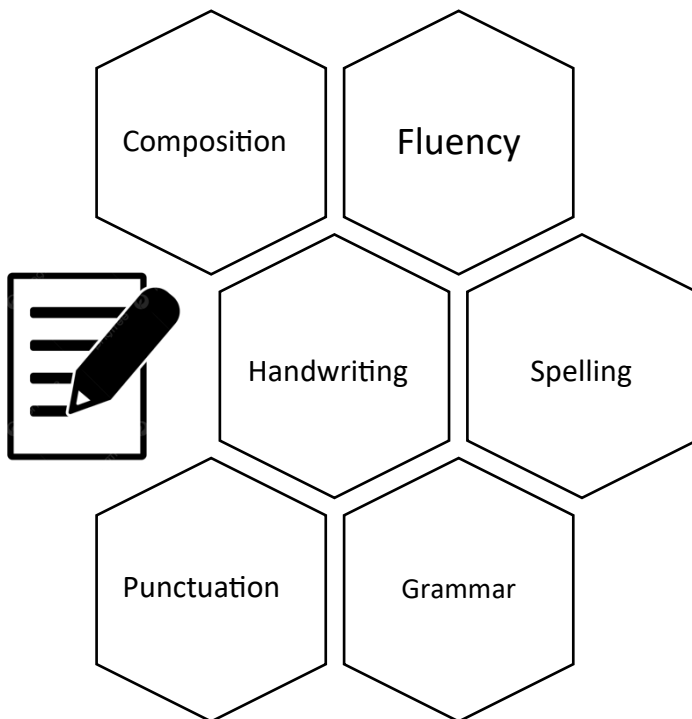 Composition
Fluency
Handwriting
Spelling
Punctuation
Grammar